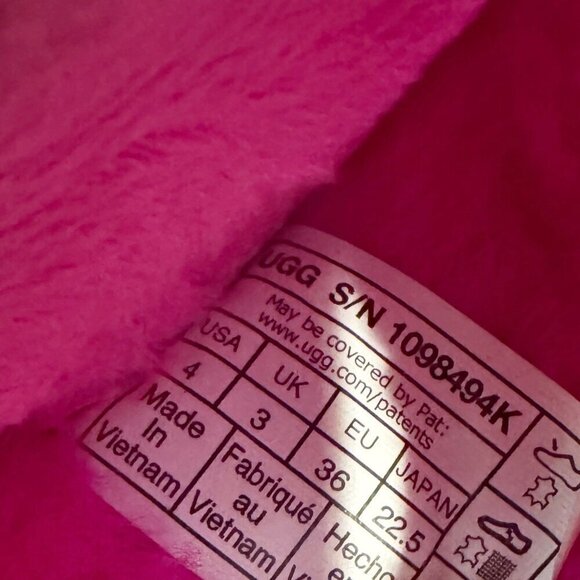 UGG S/N 1098494K
May be covered by Pat:
www.ugg.com/patents
USA UK EU JAPAN
4 3 36 22.5
Made In Vietnam
Fabriqué au Vietnam
Hecho